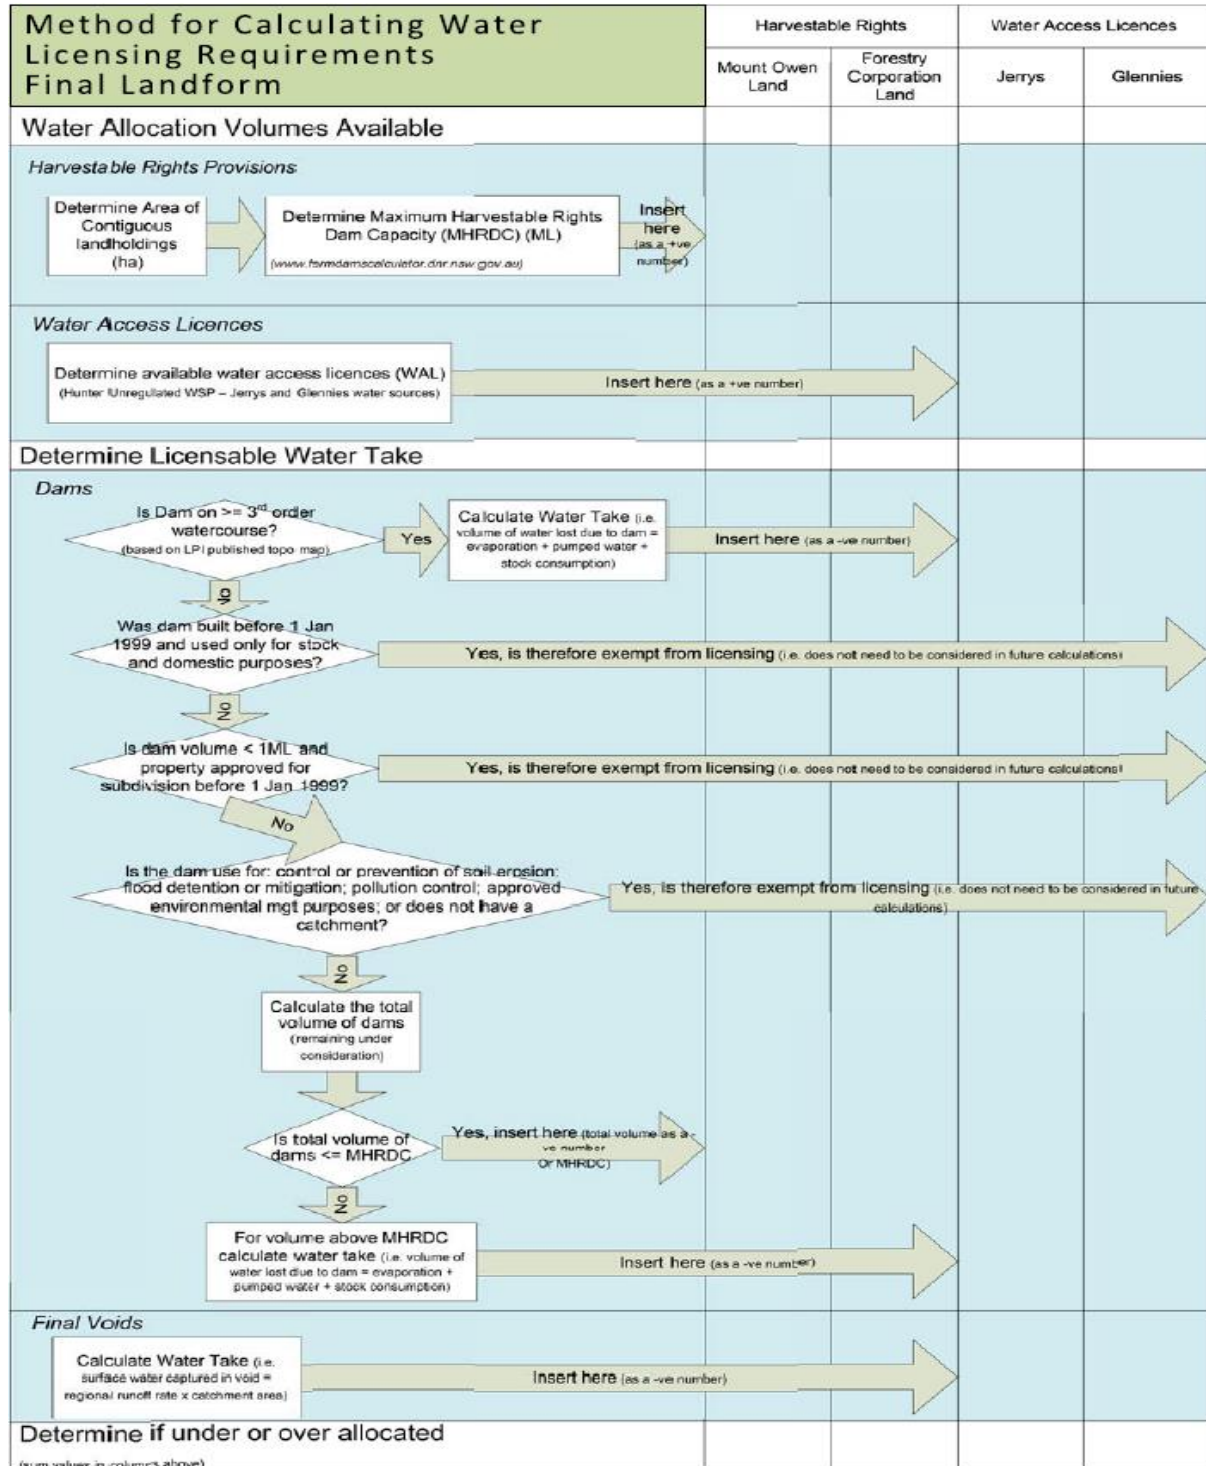 Method for Calculating Water
Licensing Requirements
Final Landform
Harvestable Rights
Water Access Licences
Mount Owen
Land
Forestry
Corporation
Land
Jerrys
Glennies
Water Allocation Volumes Available
Harvestable Rights Provisions
Determine Area of
Contiguous
landholdings
(ha)
Determine Maximum Harvestable Rights
Dam Capacity (MHRDC) (ML)
(www.farmdamscalculator.dnr.nsw.gov.au)
Insert
here
(as a +ve
number)
Water Access Licences
Determine available water access licences (WAL)
(Hunter Unregulated WSP – Jerrys and Glennies water sources)
Insert here (as a +ve number)
Determine Licensable Water Take
Dams
Is Dam on >= 3rd order
watercourse?
(based on LPI published topo map)
Yes
Calculate Water Take (i.e.
volume of water lost due to dam =
evaporation + pumped water +
stock consumption)
Insert here (as a -ve number)
No
Was dam built before 1 Jan
1999 and used only for stock
and domestic purposes?
Yes, is therefore exempt from licensing (i.e. does not need to be considered in future calculations)
No
Is dam volume < 1ML and
property approved for
subdivision before 1 Jan 1999?
Yes, is therefore exempt from licensing (i.e. does not need to be considered in future calculations)
No
Is the dam use for: control or prevention of soil erosion;
flood detention or mitigation; pollution control; approved
environmental mgt purposes; or does not have a
catchment?
Yes, is therefore exempt from licensing (i.e. does not need to be considered in future
calculations)
No
Calculate the total
volume of dams
(remaining under
consideration)
Is total volume of
dams <= MHRDC
Yes, insert here (total volume as a -
ve number
Or MHRDC)
No
For volume above MHRDC
calculate water take (i.e. volume of
water lost due to dam = evaporation +
pumped water + stock consumption)
Insert here (as a -ve number)
Final Voids
Calculate Water Take (i.e.
surface water captured in void =
regional runoff rate x catchment area)
Insert here (as a -ve number)
Determine if under or over allocated
(sum values in columns above)